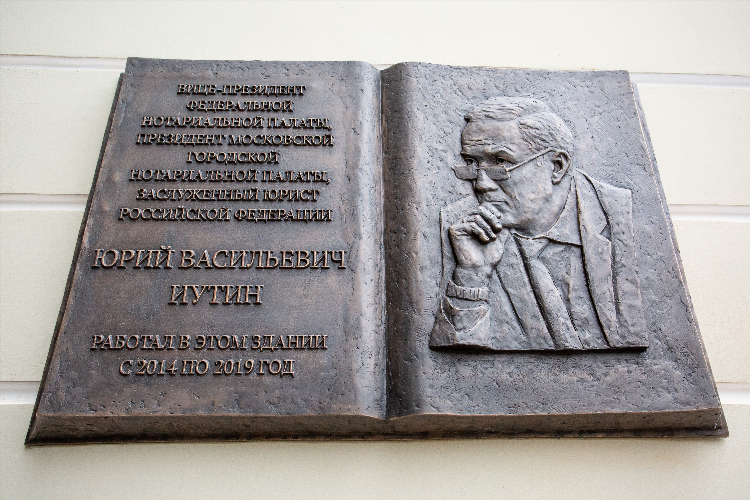 ВИЦЕ-ПРЕЗИДЕНТ
ФЕДЕРАЛЬНОЙ
НОТАРИАЛЬНОЙ ПАЛАТЫ,
ПРЕЗИДЕНТ МОСКОВСКОЙ
ГОРОДСКОЙ
НОТАРИАЛЬНОЙ ПАЛАТЫ,
ЗАСЛУЖЕННЫЙ ЮРИСТ
РОССИЙСКОЙ ФЕДЕРАЦИИ
ЮРИЙ ВАСИЛЬЕВИЧ
ИУТИН
РАБОТАЛ В ЭТОМ ЗДАНИИ
С 2014 ПО 2019 ГОД